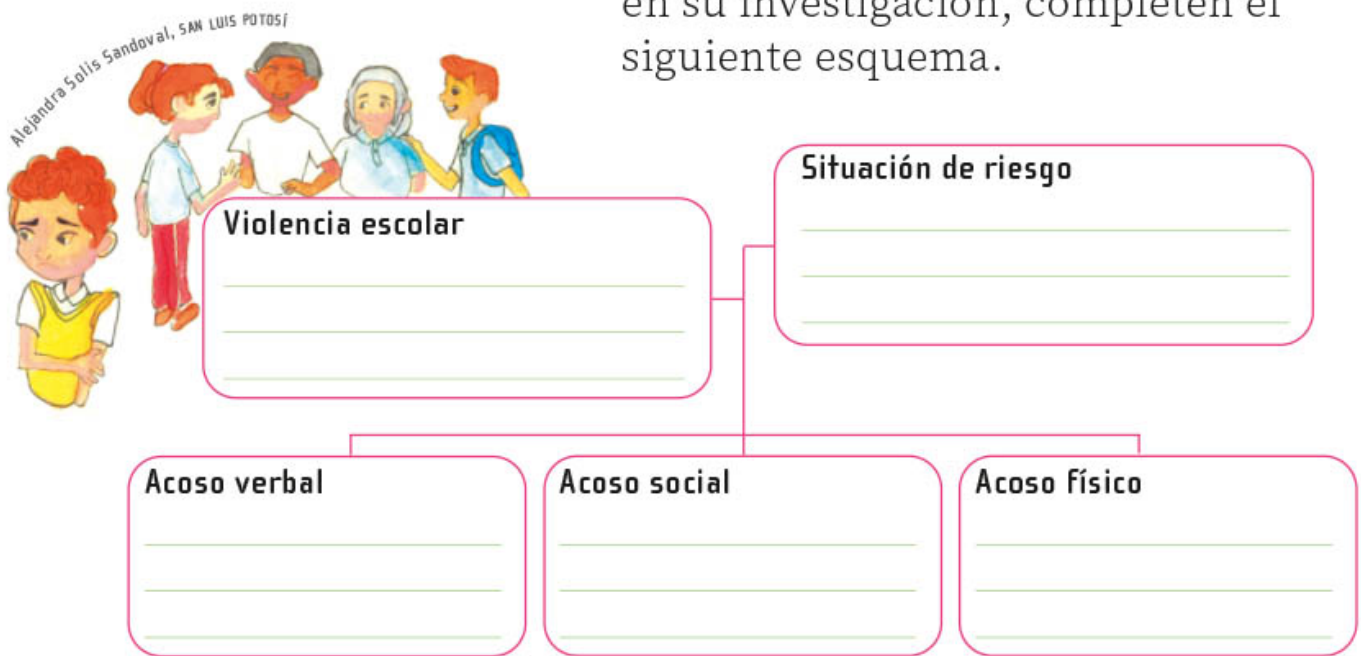 en su investigación, completen el
siguiente esquema.
Alejandra Solís Sandoval, SAN LUIS POTOSÍ
Violencia escolar
Situación de riesgo
Acoso verbal
Acoso social
Acoso físico